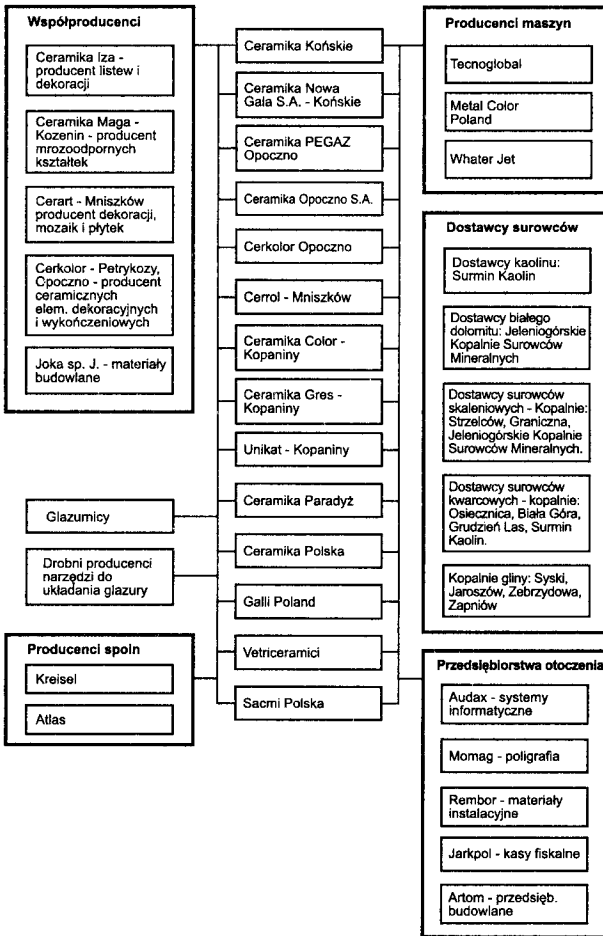 Współproducenci
Ceramika Iza -
producent listew i
dekoracji
Ceramika Maga -
Kozenin - producent
mrozoodpornych
kształtek
Cerart - Mniszków
producent dekoracji,
mozaik i płytek
Cerkolor - Petrykozy,
Opoczno - producent
ceramicznych
elem. dekoracyjnych
i wykończeniowych
Joka sp. J. - materiały
budowlane
Glazurnicy
Drobni producenci
narzędzi do
układania glazury
Producenci spoin
Kreisel
Atlas
Ceramika Końskie
Ceramika Nowa
Gala S.A. - Końskie
Ceramika PEGAZ
Opoczno
Ceramika Opoczno S.A.
Cerkolor Opoczno
Cerrol - Mniszków
Ceramika Color -
Kopaniny
Ceramika Gres -
Kopaniny
Unikat - Kopaniny
Ceramika Paradyż
Ceramika Polska
Galli Poland
Vetriceramici
Sacmi Polska
Producenci maszyn
Tecnoglobal
Metal Color
Poland
Whater Jet
Dostawcy surowców
Dostawcy kaolinu:
Surmin Kaolin
Dostawcy białego
dolomitu: Jeleniogórskie
Kopalnie Surowców
Mineralnych
Dostawcy surowców
skaleniowych - Kopalnie:
Strzelców, Graniczna,
Jeleniogórskie Kopalnie
Surowców Mineralnych.
Dostawcy surowców
kwarcowych - kopalnie:
Osiecznica, Biała Góra,
Grudzień Las, Surmin
Kaolin.
Kopalnie gliny: Syski,
Jaroszów, Zebrzydowa,
Zapniów
Przedsiębiorstwa otoczenia
Audax - systemy
informatyczne
Momag - poligrafia
Rembor - materiały
instalacyjne
Jarkpol - kasy fiskalne
Artom - przedsięb.
budowlane